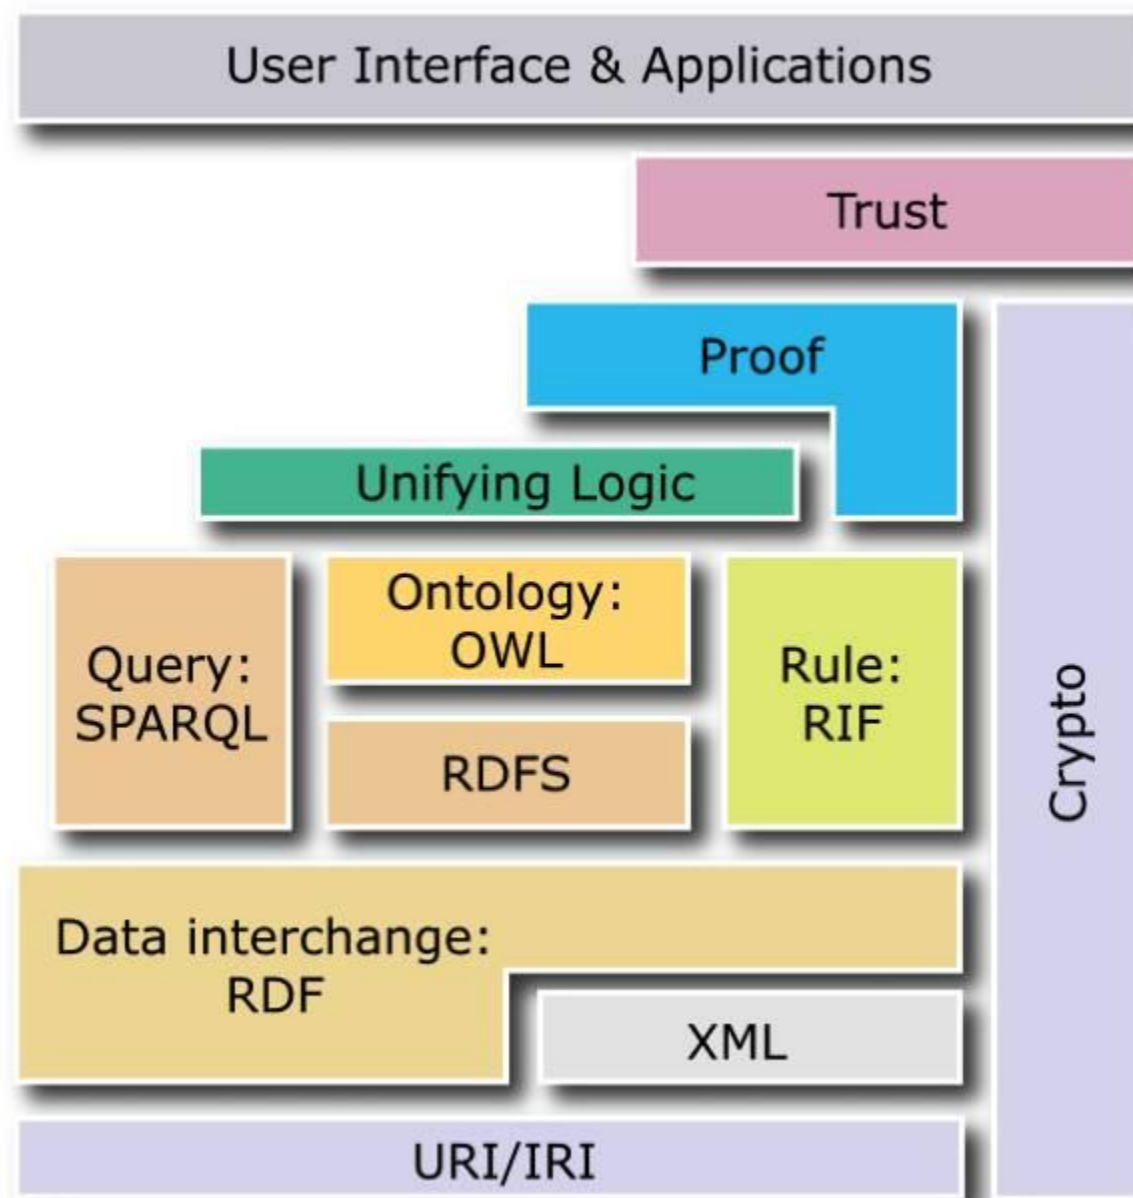 User Interface & Applications
Trust
Proof
Unifying Logic
Query:
SPARQL
Ontology:
OWL
RDFS
Rule:
RIF
Crypto
Data interchange:
RDF
XML
URI/IRI